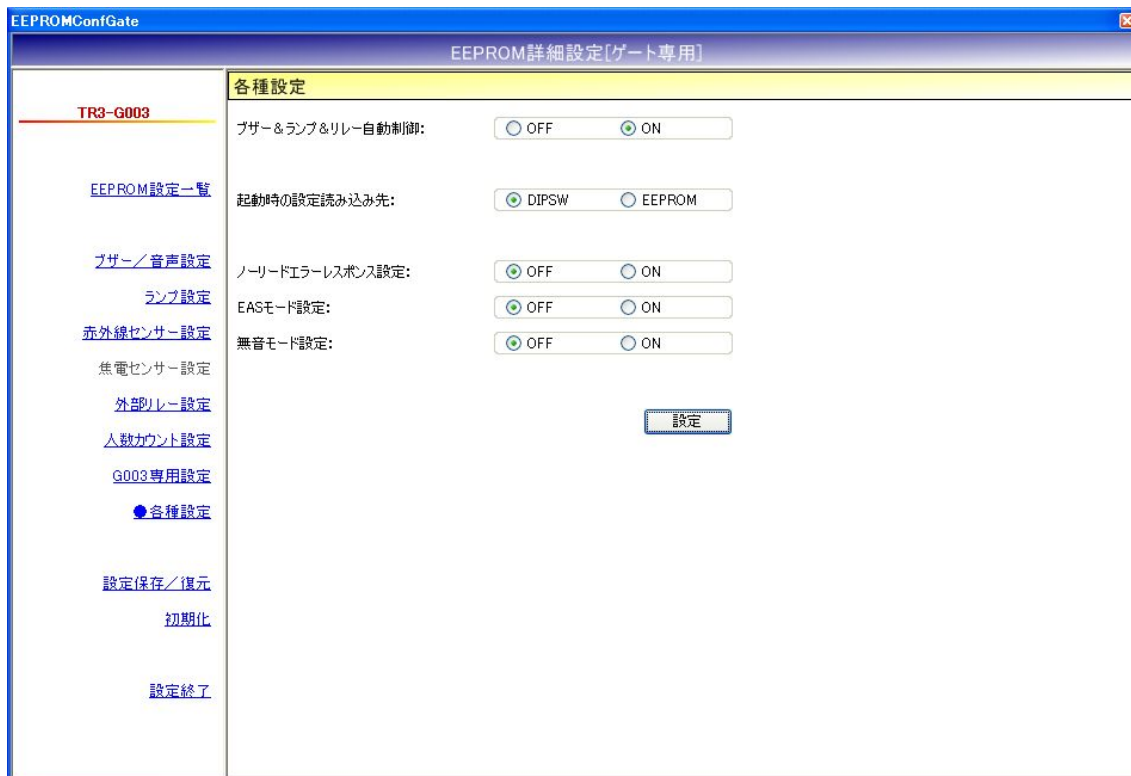 EEPROMConfGate
EEPROM詳細設定[ゲート専用]
TR3-G003
EEPROM設定一覧
ブザー／音声設定
ランプ設定
赤外線センサー設定
焦電センサー設定
外部リレー設定
人数カウント設定
G003専用設定
●各種設定
設定保存／復元
初期化
設定終了
各種設定
ブザー＆ランプ＆リレー自動制御: OFF ON
起動時の設定読み込み先: DIPSW EEPROM
ノーリードエラーレスポンス設定: OFF ON
EASモード設定: OFF ON
無音モード設定: OFF ON
設定